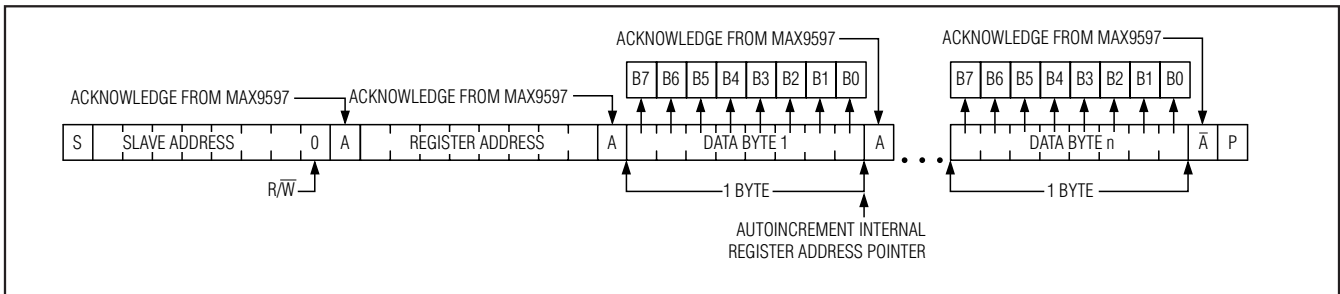 ACKNOWLEDGE FROM MAX9597
ACKNOWLEDGE FROM MAX9597
B7 B6 B5 B4 B3 B2 B1 B0
B7 B6 B5 B4 B3 B2 B1 B0
ACKNOWLEDGE FROM MAX9597
ACKNOWLEDGE FROM MAX9597
S SLAVE ADDRESS 0 A REGISTER ADDRESS A DATA BYTE 1 A DATA BYTE n A̅ P
R/W̅
1 BYTE
1 BYTE
AUTOINCREMENT INTERNAL
REGISTER ADDRESS POINTER